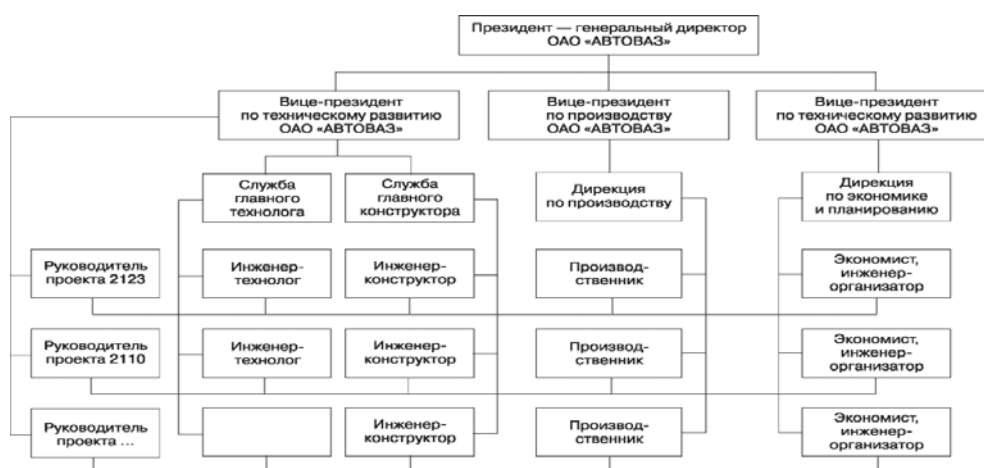 Президент — генеральный директор
ОАО «АВТОВАЗ»
Вице-президент
по техническому развитию
ОАО «АВТОВАЗ»
Вице-президент
по производству
ОАО «АВТОВАЗ»
Вице-президент
по техническому развитию
ОАО «АВТОВАЗ»
Служба
главного
технолога
Служба
главного
конструктора
Дирекция
по производству
Дирекция
по экономике
и планированию
Руководитель
проекта 2123
Инженер-
технолог
Инженер-
конструктор
Производ-
ственник
Экономист,
инженер-
организатор
Руководитель
проекта 2110
Инженер-
технолог
Инженер-
конструктор
Производ-
ственник
Экономист,
инженер-
организатор
Руководитель
проекта ...
Инженер-
конструктор
Производ-
ственник
Экономист,
инженер-
организатор